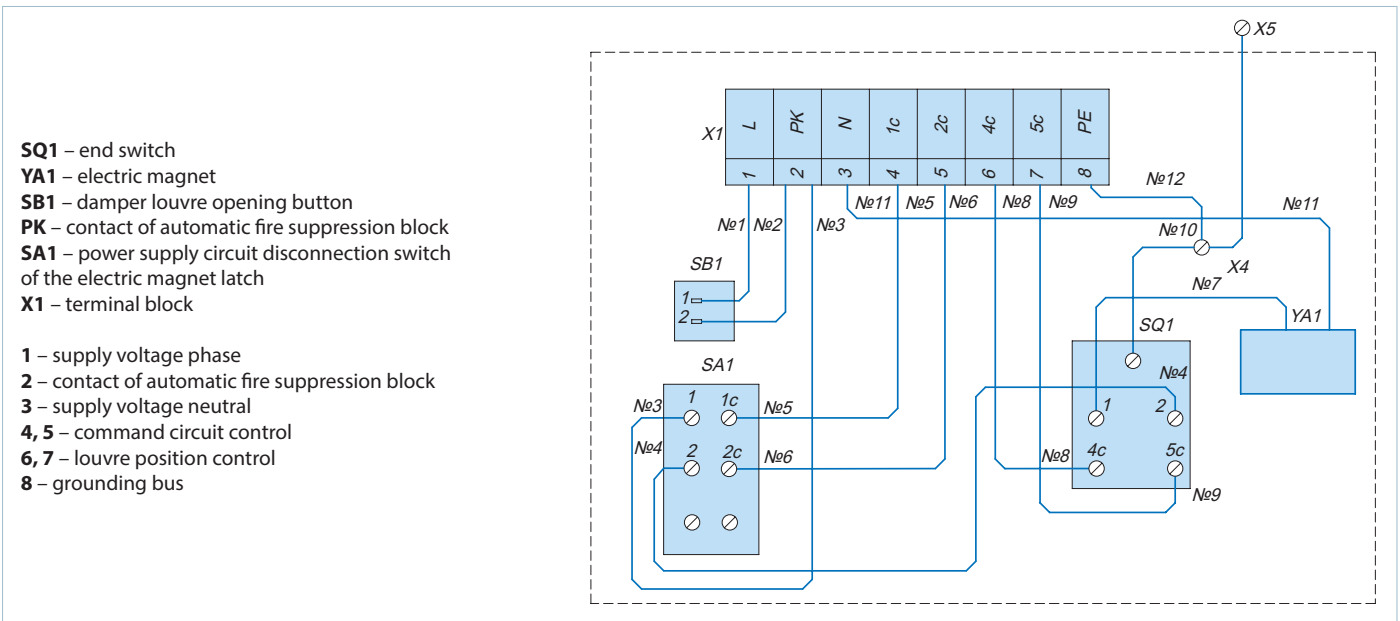 SQ1 – end switch
YA1 – electric magnet
SB1 – damper louvre opening button
PK – contact of automatic fire suppression block
SA1 – power supply circuit disconnection switch
of the electric magnet latch
X1 – terminal block
1 – supply voltage phase
2 – contact of automatic fire suppression block
3 – supply voltage neutral
4, 5 – command circuit control
6, 7 – louvre position control
8 – grounding bus
X5
X1
L PK N 1c 2c 4c 5c PE
1 2 3 4 5 6 7 8
№12
№1 №2 №3 №11 №5 №6 №8 №9 №10 №11
X4
SB1
1
2
№7
YA1
SQ1
SA1
№4
№3 1 1c №5
1 2
№4 2 2c №6
№8 4c 5c
№9